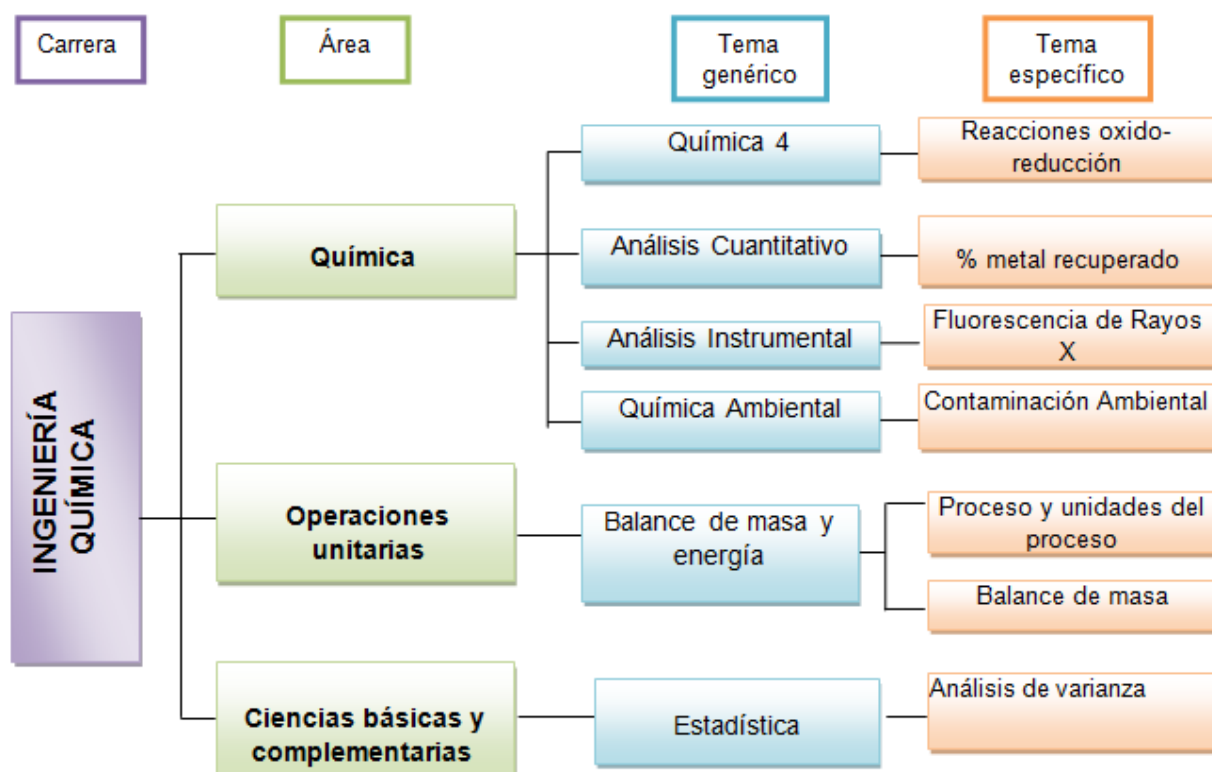 Carrera
Área
Tema
genérico
Tema
específico
Química 4
Reacciones oxido-
reducción
Química
Análisis Cuantitativo
% metal recuperado
Análisis Instrumental
Fluorescencia de Rayos
X
Química Ambiental
Contaminación Ambiental
INGENIERÍA
QUÍMICA
Operaciones
unitarias
Balance de masa y
energía
Proceso y unidades del
proceso
Balance de masa
Ciencias básicas y
complementarias
Estadística
Análisis de varianza